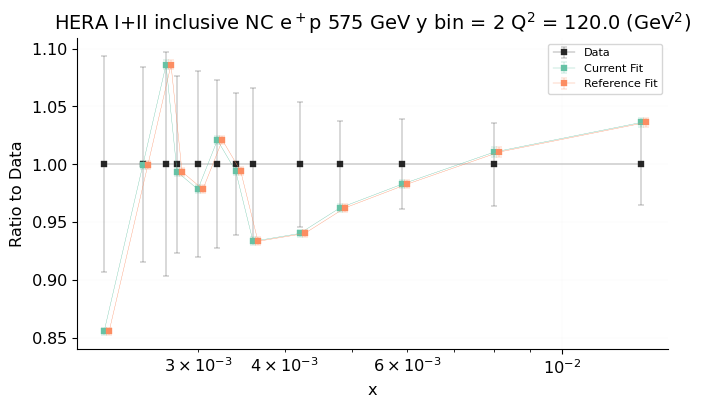 HERA I+II inclusive NC e⁺p 575 GeV y bin = 2 Q² = 120.0 (GeV²)
Data
Current Fit
Reference Fit
Ratio to Data
1.10
1.05
1.00
0.95
0.90
0.85
3 × 10⁻³
4 × 10⁻³
6 × 10⁻³
10⁻²
x